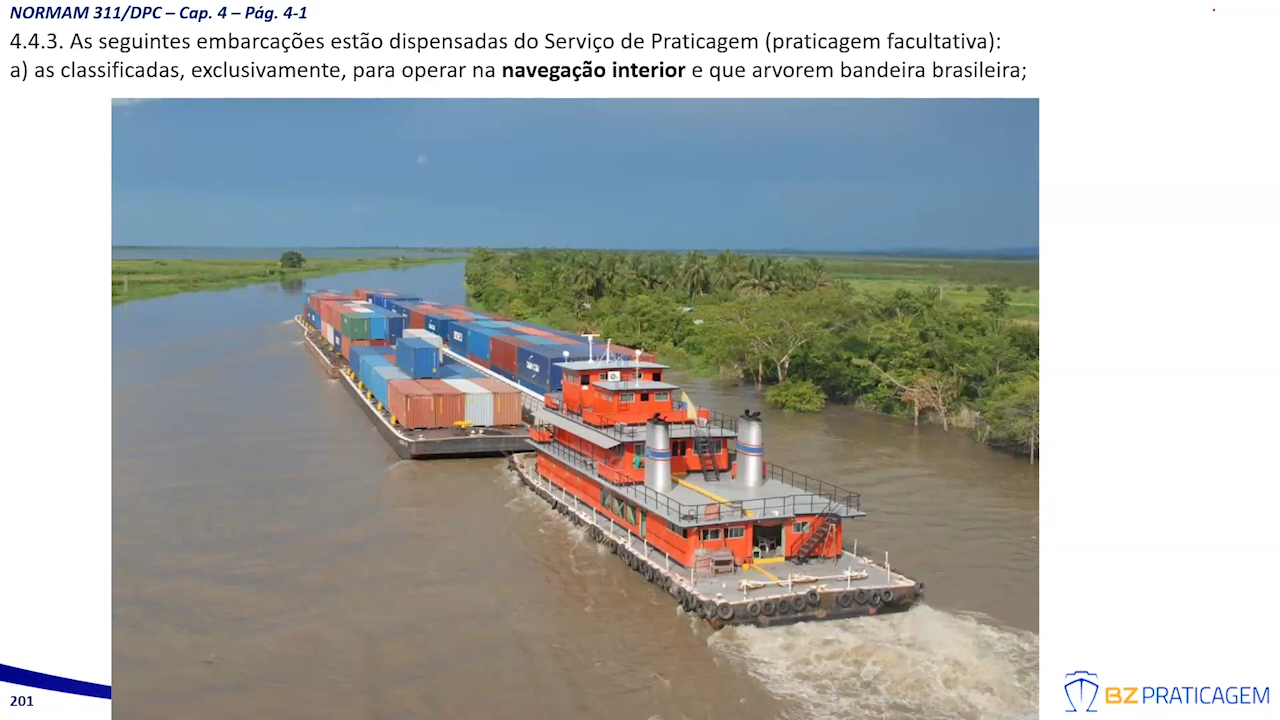 NORMAM 311/DPC – Cap. 4 – Pág. 4-1
4.4.3. As seguintes embarcações estão dispensadas do Serviço de Praticagem (praticagem facultativa):
a) as classificadas, exclusivamente, para operar na navegação interior e que arvorem bandeira brasileira;
201
BZ PRATICAGEM